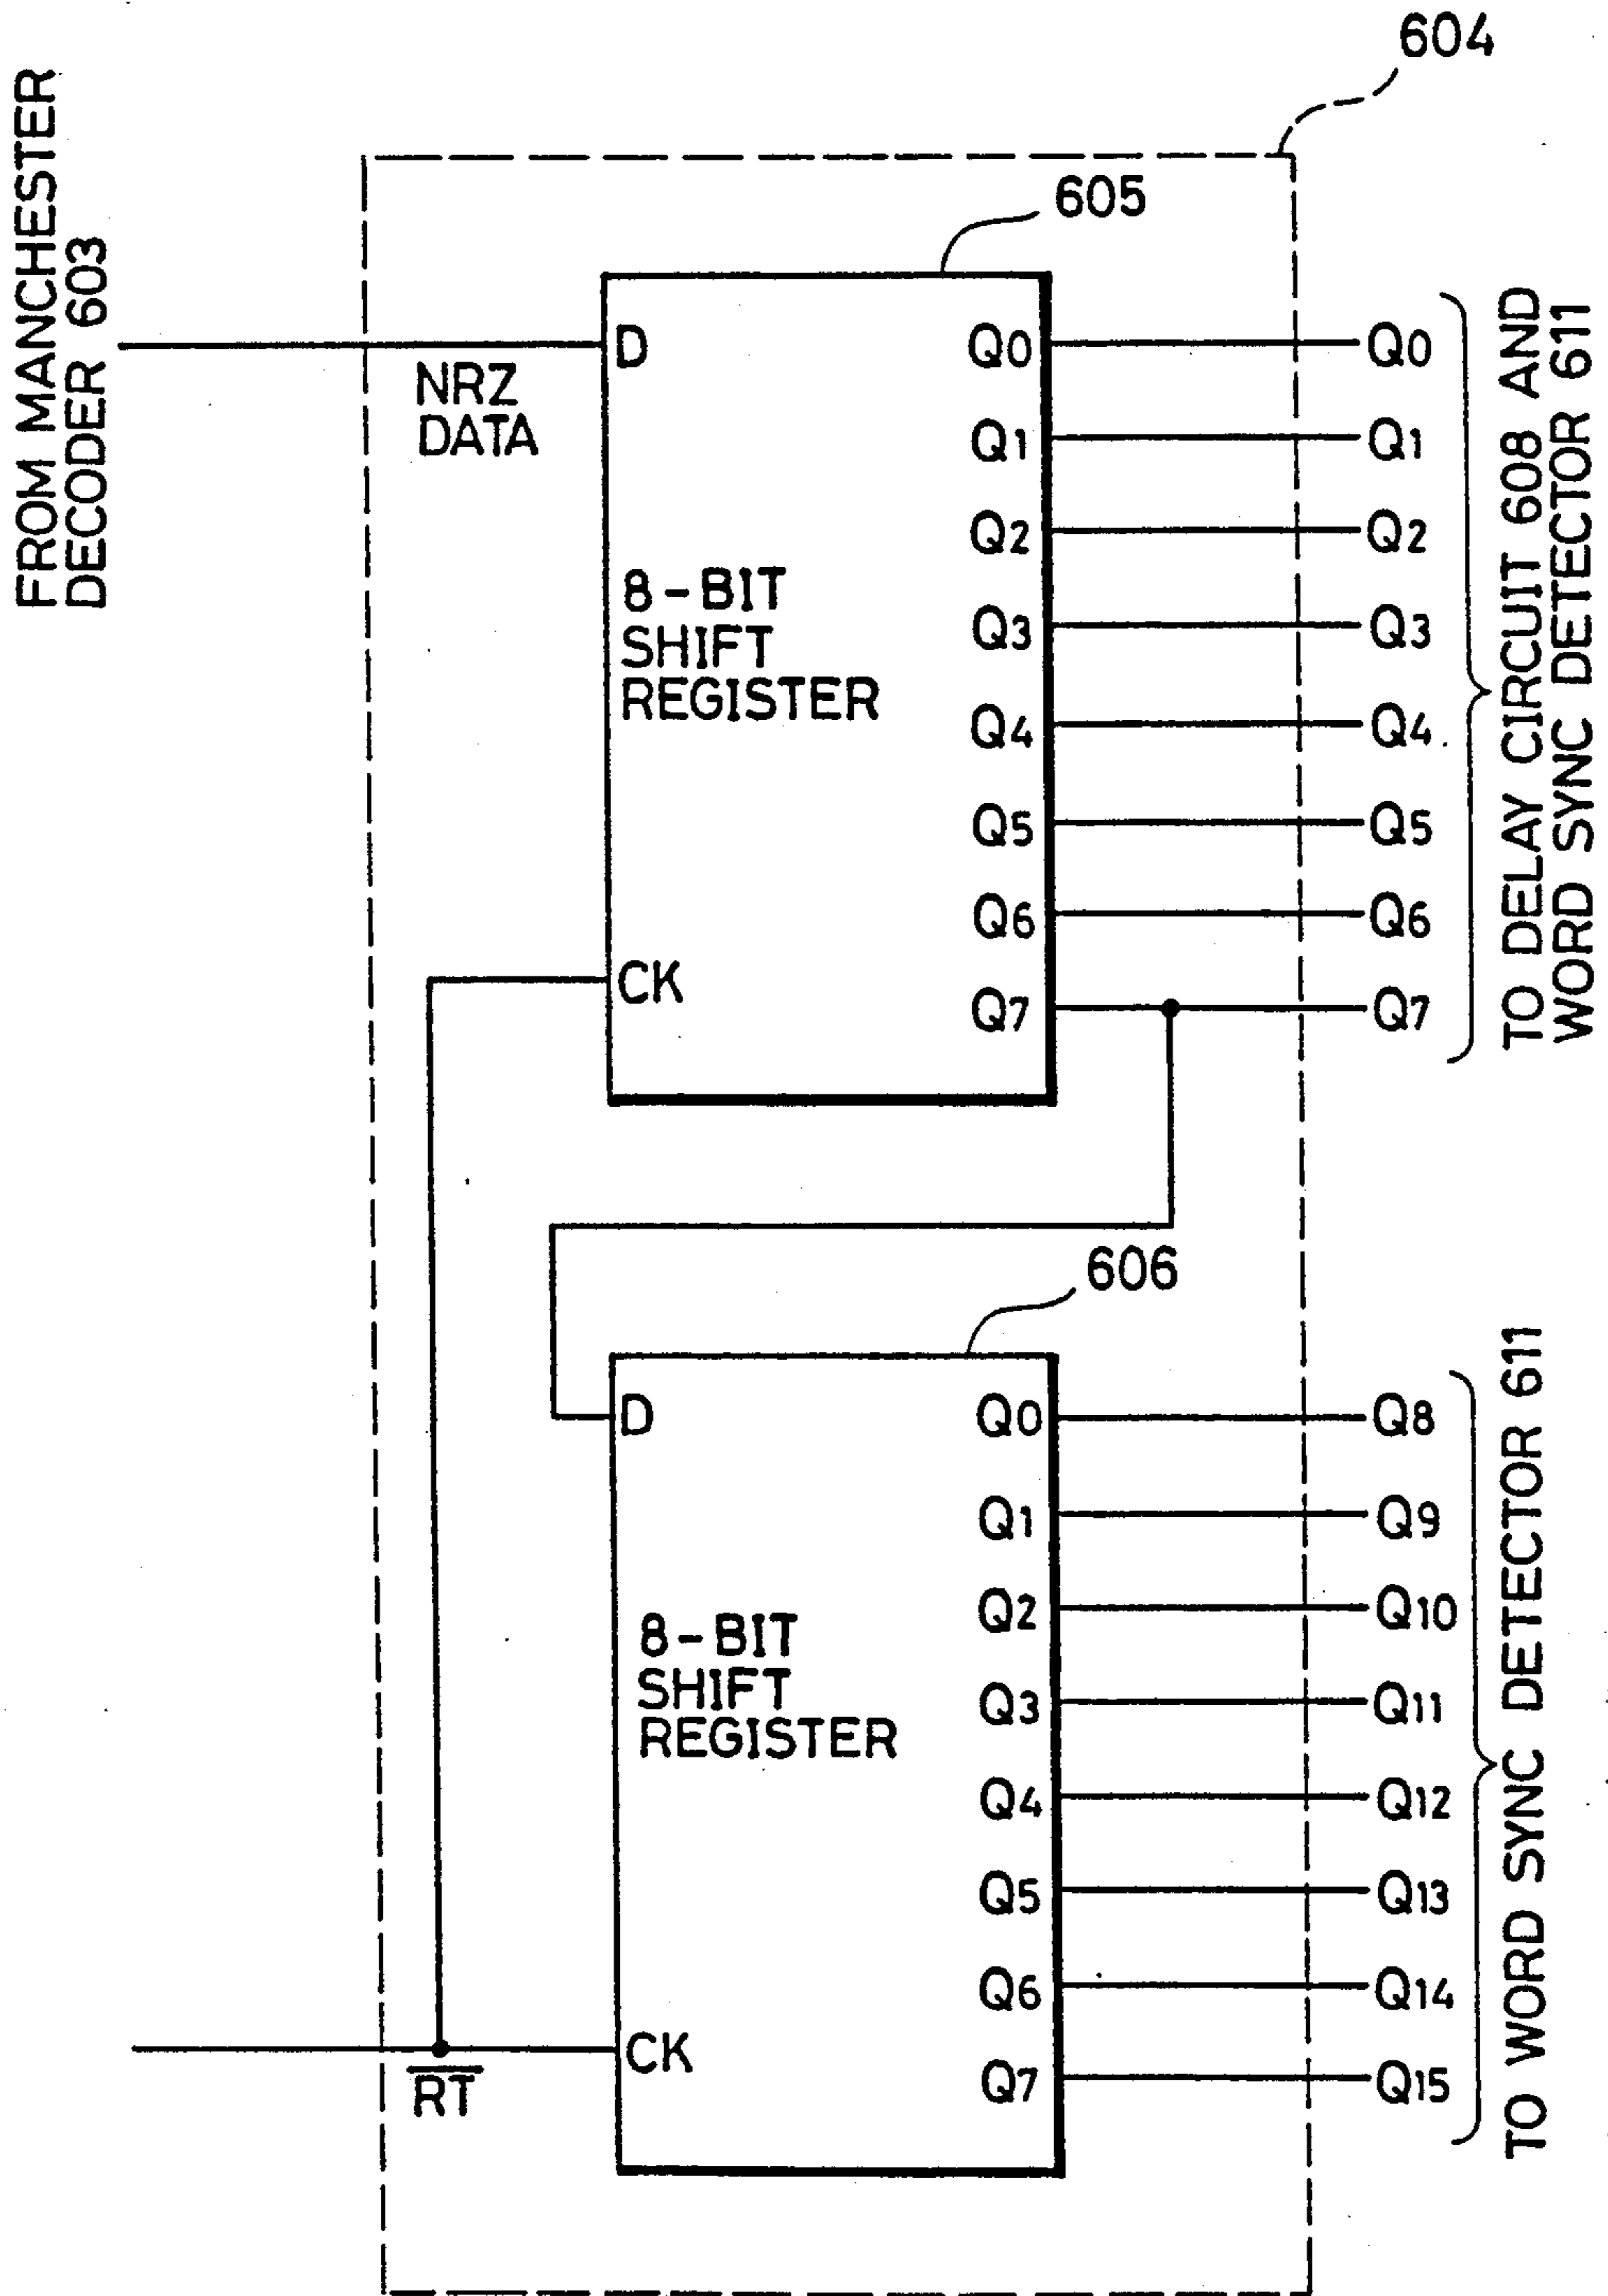 604
FROM MANCHESTER
DECODER 603
605
D
NRZ
DATA
8-BIT
SHIFT
REGISTER
CK
Q0
Q1
Q2
Q3
Q4
Q5
Q6
Q7
Q0
Q1
Q2
Q3
Q4
Q5
Q6
Q7
TO DELAY CIRCUIT 608 AND
WORD SYNC DETECTOR 611
606
D
8-BIT
SHIFT
REGISTER
CK
R̅T̅
Q0
Q1
Q2
Q3
Q4
Q5
Q6
Q7
Q8
Q9
Q10
Q11
Q12
Q13
Q14
Q15
TO WORD SYNC DETECTOR 611